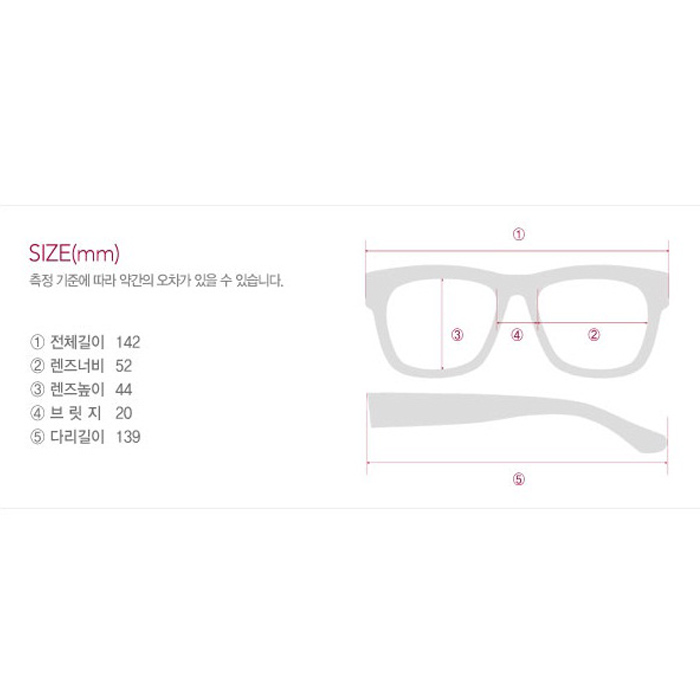 SIZE(mm)
측정 기준에 따라 약간의 오차가 있을 수 있습니다.
① 전체길이 142
② 렌즈너비 52
③ 렌즈높이 44
④ 브 릿 지 20
⑤ 다리길이 139
①
③
④
②
⑤